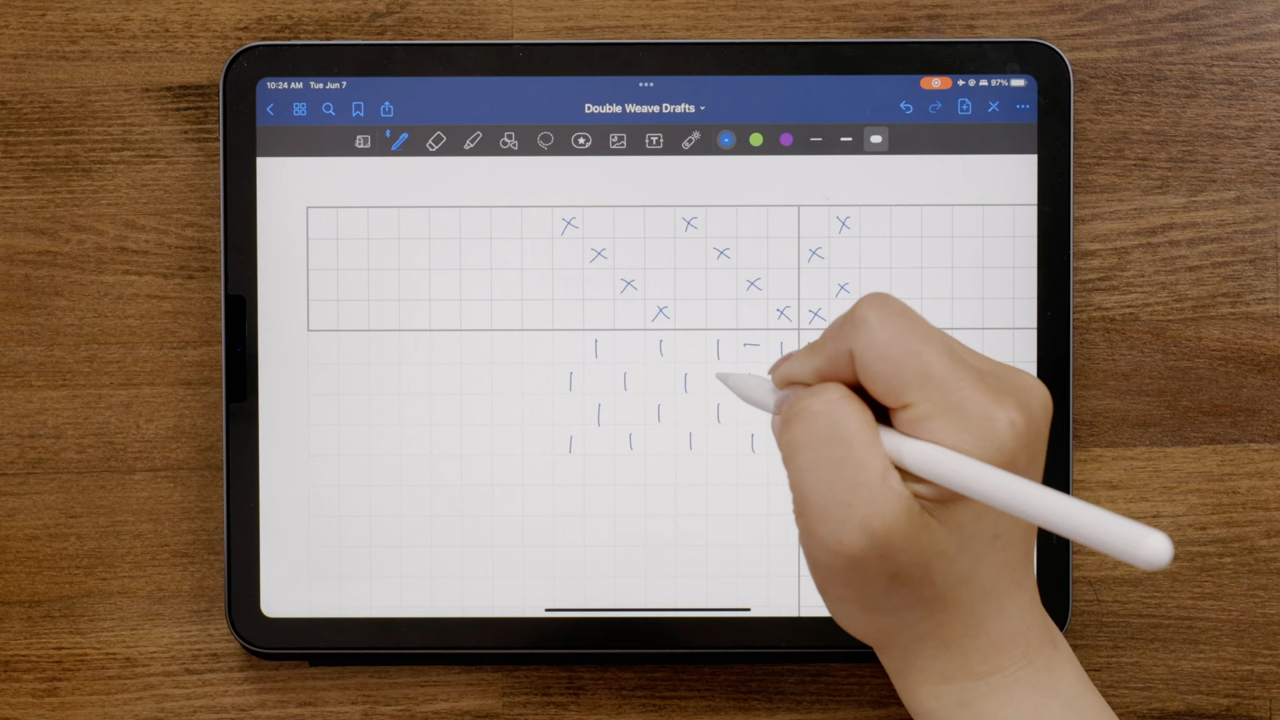 10:24 AM Tue Jun 7
97%
Double Weave Drafts
T
X X X
X X X
X X X
X X X
| | | — |
| | |
| | |
| | | |